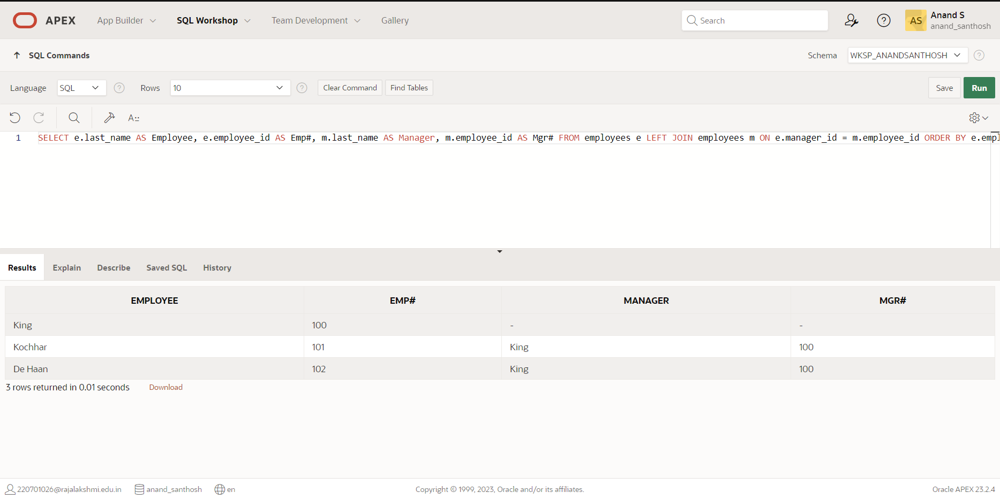 APEX App Builder SQL Workshop Team Development Gallery Search AS Anand S
anand_santhosh
SQL Commands Schema WKSP_ANANDSANTHOSH ?
Language SQL ? Rows 10 ? Clear Command Find Tables Save Run
A::
1 SELECT e.last_name AS Employee, e.employee_id AS Emp#, m.last_name AS Manager, m.employee_id AS Mgr# FROM employees e LEFT JOIN employees m ON e.manager_id = m.employee_id ORDER BY e.empl
Results Explain Describe Saved SQL History
EMPLOYEE EMP# MANAGER MGR#
King 100 - -
Kochhar 101 King 100
De Haan 102 King 100
3 rows returned in 0.01 seconds Download
220701026@rajalakshmi.edu.in anand_santhosh en Copyright © 1999, 2023, Oracle and/or its affiliates. Oracle APEX 23.2.4